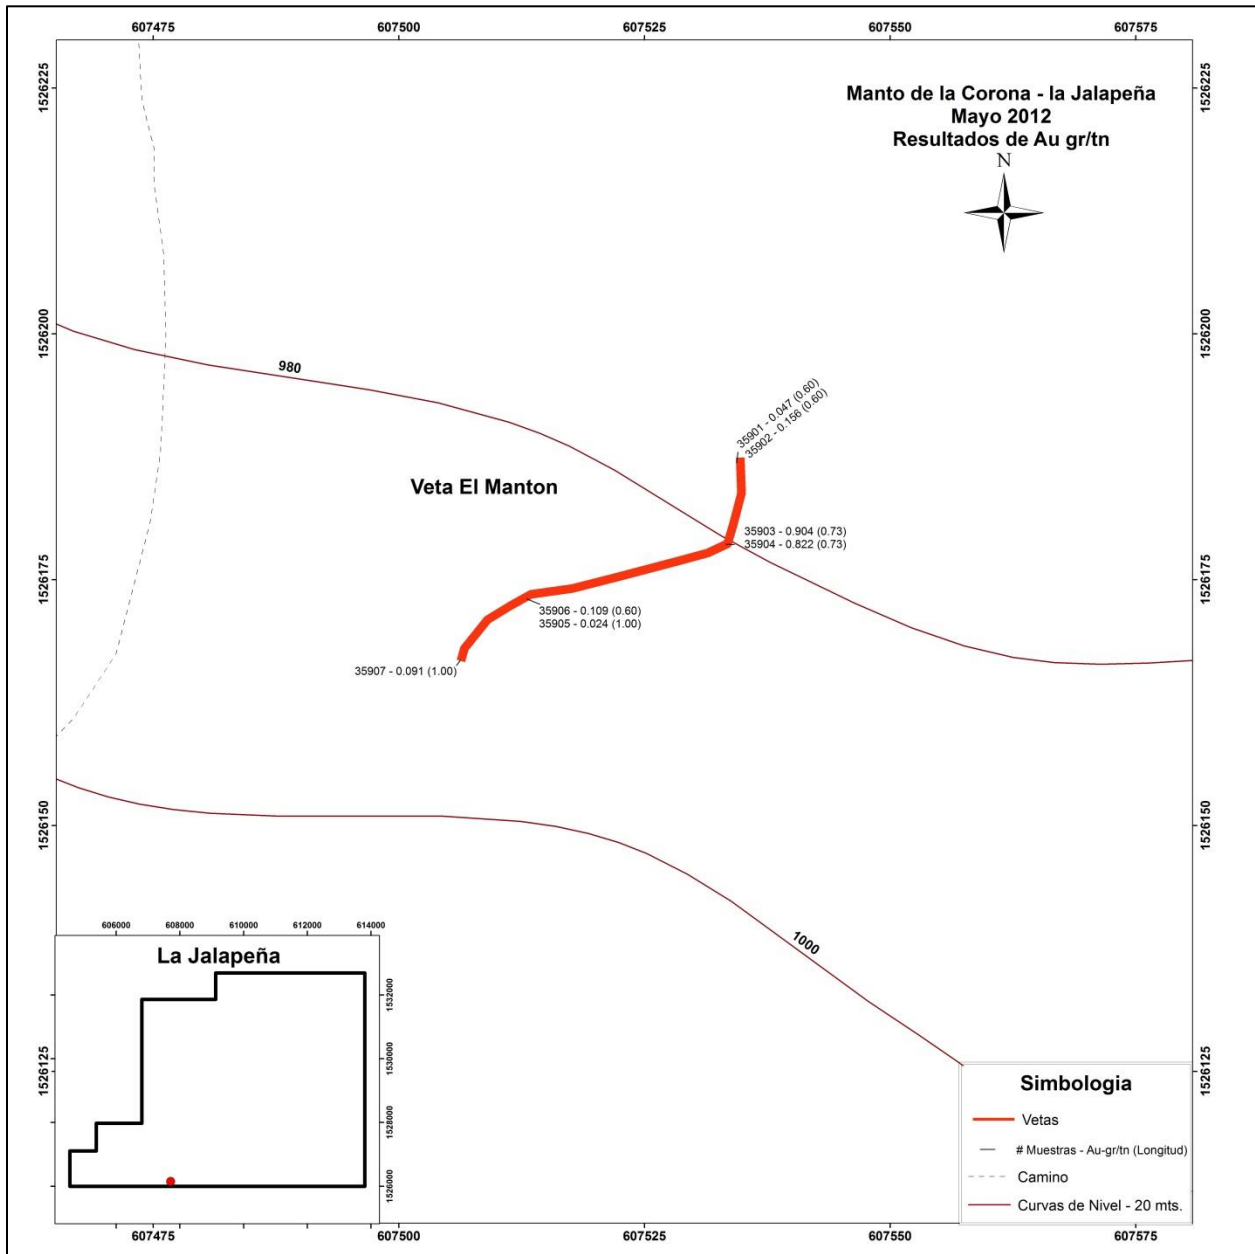 607475
607500
607525
607550
607575
1526225
1526225
Manto de la Corona - la Jalapeña
Mayo 2012
Resultados de Au gr/tn
N
1526200
1526200
980
35901 - 0.047 (0.60)
35902 - 0.156 (0.60)
Veta El Manton
35903 - 0.904 (0.73)
35904 - 0.822 (0.73)
1526175
1526175
35906 - 0.109 (0.60)
35905 - 0.024 (1.00)
35907 - 0.091 (1.00)
1526150
1526150
1000
606000
608000
610000
612000
614000
La Jalapeña
1532000
1530000
1528000
1526000
1526125
1526125
Simbologia
Vetas
# Muestras - Au-gr/tn (Longitud)
Camino
Curvas de Nivel - 20 mts.
607475
607500
607525
607550
607575